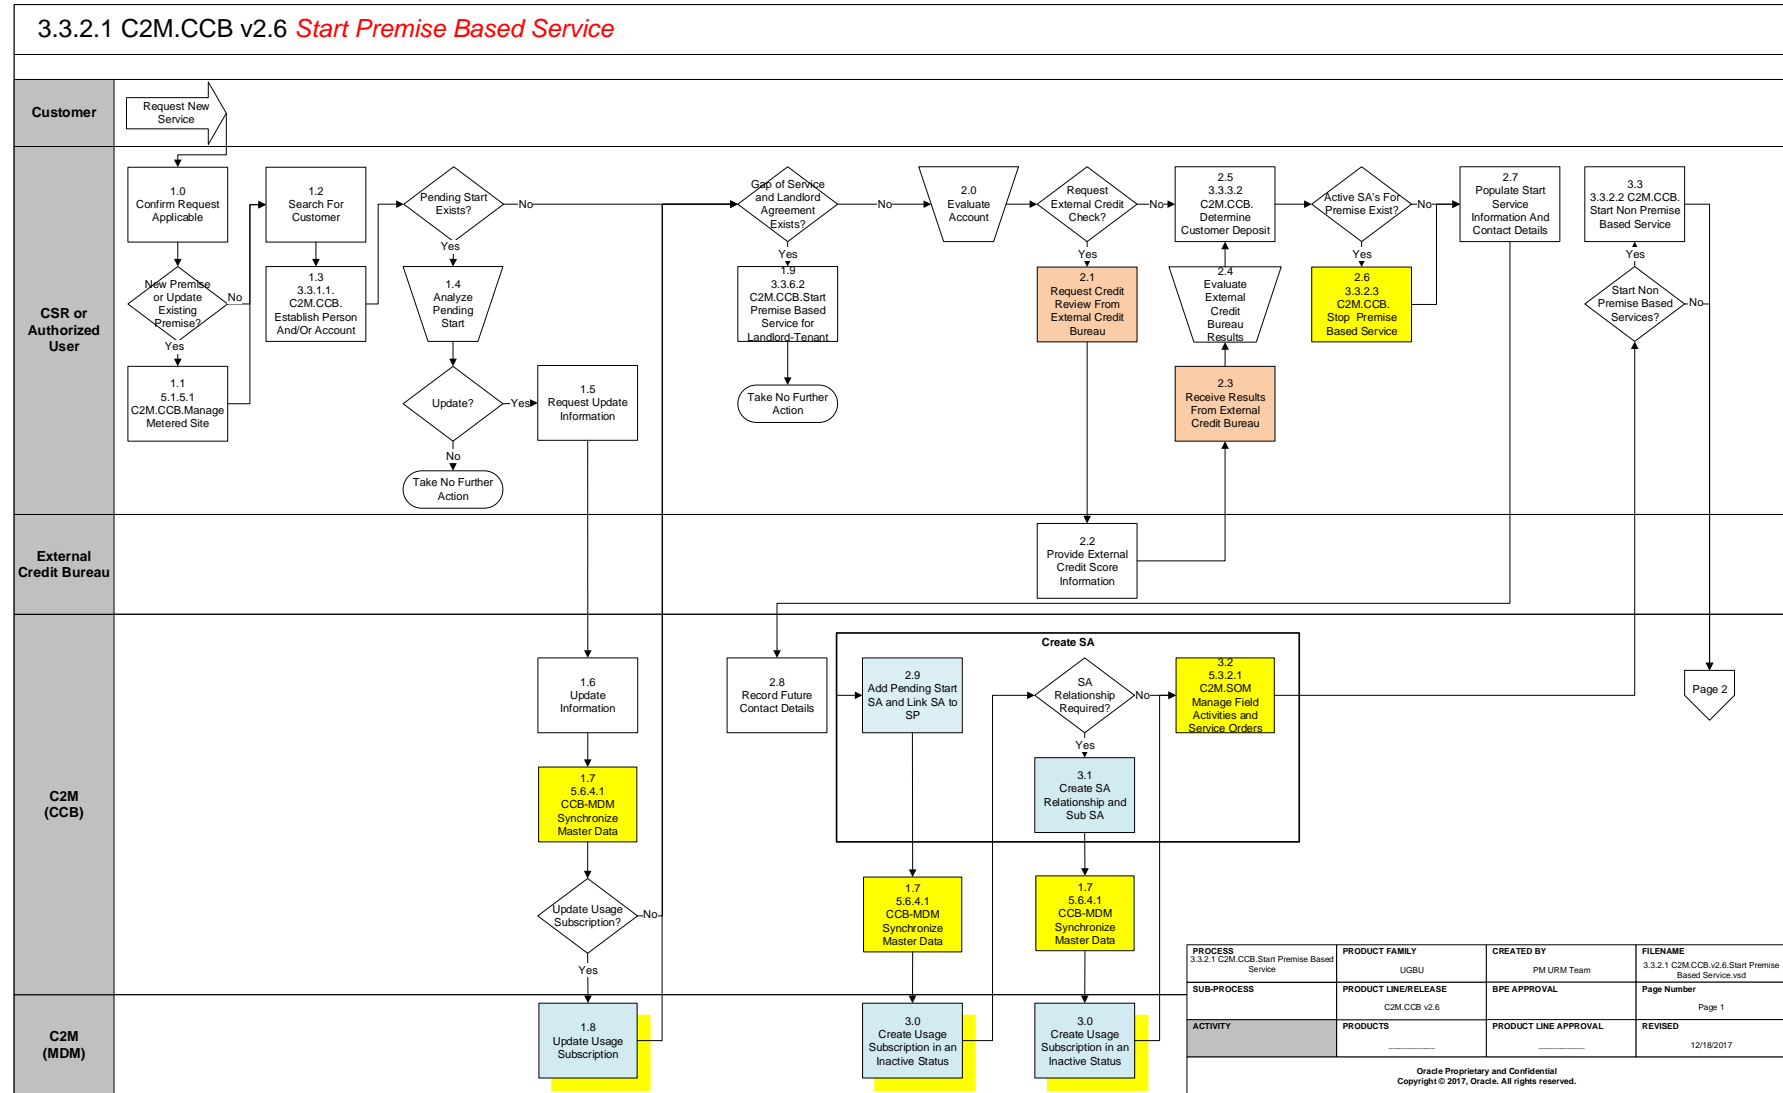 3.3.2.1 C2M.CCB v2.6 Start Premise Based Service
Customer
Request New
Service
CSR or
Authorized
User
1.0
Confirm Request
Applicable
New Premise
or Update
Existing
Premise?
No
Yes
1.1
5.1.5.1
C2M.CCB.Manage
Metered Site
1.2
Search For
Customer
1.3
3.3.1.1.
C2M.CCB.
Establish Person
And/Or Account
Pending Start
Exists?
No
Yes
1.4
Analyze
Pending
Start
Update?
Yes
No
Take No Further
Action
1.5
Request Update
Information
Gap of Service
and Landlord
Agreement
Exists?
No
Yes
1.9
3.3.6.2
C2M.CCB.Start
Premise Based
Service for
Landlord-Tenant
Take No Further
Action
2.0
Evaluate
Account
Request
External Credit
Check?
No
Yes
2.1
Request Credit
Review From
External Credit
Bureau
2.5
3.3.3.2
C2M.CCB.
Determine
Customer Deposit
2.4
Evaluate
External
Credit
Bureau
Results
2.3
Receive Results
From External
Credit Bureau
Active SA's For
Premise Exist?
No
Yes
2.6
3.3.2.3
C2M.CCB.
Stop Premise
Based Service
2.7
Populate Start
Service
Information And
Contact Details
3.3
3.3.2.2 C2M.CCB.
Start Non Premise
Based Service
Yes
Start Non
Premise Based
Services?
No
External
Credit Bureau
2.2
Provide External
Credit Score
Information
C2M
(CCB)
1.6
Update
Information
1.7
5.6.4.1
CCB-MDM
Synchronize
Master Data
Update Usage
Subscription?
No
Yes
2.8
Record Future
Contact Details
Create SA
2.9
Add Pending Start
SA and Link SA to
SP
SA
Relationship
Required?
No
Yes
3.1
Create SA
Relationship and
Sub SA
3.2
5.3.2.1
C2M.SOM
Manage Field
Activities and
Service Orders
1.7
5.6.4.1
CCB-MDM
Synchronize
Master Data
1.7
5.6.4.1
CCB-MDM
Synchronize
Master Data
Page 2
C2M
(MDM)
1.8
Update Usage
Subscription
3.0
Create Usage
Subscription in an
Inactive Status
3.0
Create Usage
Subscription in an
Inactive Status
PROCESS
3.3.2.1 C2M.CCB.Start Premise Based
Service
PRODUCT FAMILY
UGBU
CREATED BY
PM URM Team
FILENAME
3.3.2.1 C2M.CCB.v2.6.Start Premise
Based Service.vsd
SUB-PROCESS
PRODUCT LINE/RELEASE
C2M.CCB v2.6
BPE APPROVAL
Page Number
Page 1
ACTIVITY
PRODUCTS
PRODUCT LINE APPROVAL
REVISED
12/18/2017
Oracle Proprietary and Confidential
Copyright © 2017, Oracle. All rights reserved.